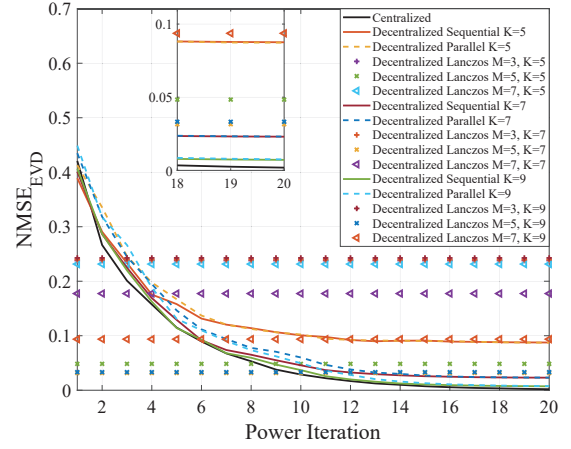 0.7
0.6
0.5
0.4
0.3
0.2
0.1
0
NMSE_EVD
0.1
0.05
0
18 19 20
Centralized
Decentralized Sequential K=5
Decentralized Parallel K=5
Decentralized Lanczos M=3, K=5
Decentralized Lanczos M=5, K=5
Decentralized Lanczos M=7, K=5
Decentralized Sequential K=7
Decentralized Parallel K=7
Decentralized Lanczos M=3, K=7
Decentralized Lanczos M=5, K=7
Decentralized Lanczos M=7, K=7
Decentralized Sequential K=9
Decentralized Parallel K=9
Decentralized Lanczos M=3, K=9
Decentralized Lanczos M=5, K=9
Decentralized Lanczos M=7, K=9
2 4 6 8 10 12 14 16 18 20
Power Iteration